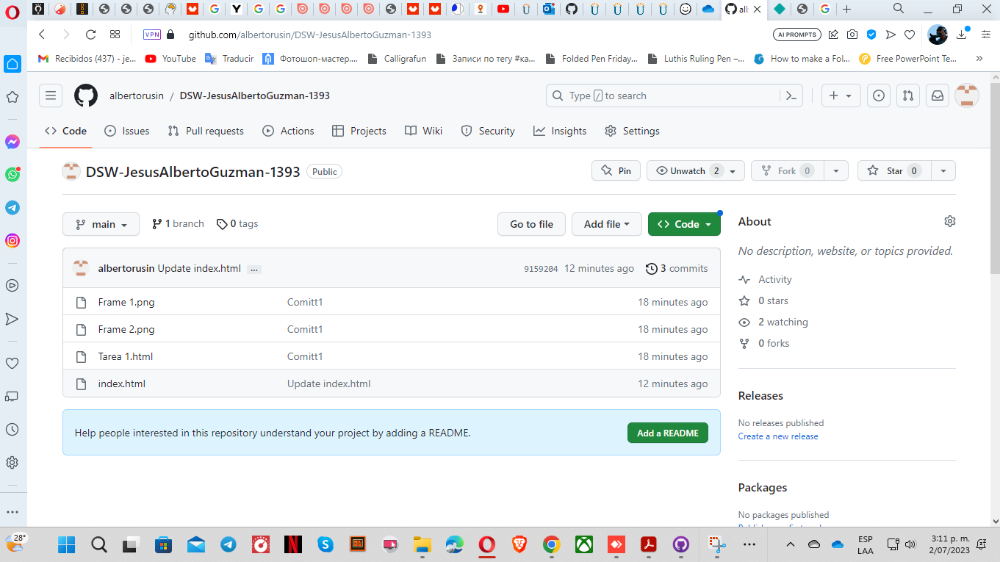 VPN github.com/albertorusin/DSW-JesusAlbertoGuzman-1393 AI PROMPTS
Recibidos (437) - je... YouTube Traducir Фотошоп-мастер.... Calligrafun Записи по тегу #ка... Folded Pen Friday... Luthis Ruling Pen –... How to make a Fol... Free PowerPoint Te...
albertorusin / DSW-JesusAlbertoGuzman-1393 Type / to search
Code Issues Pull requests Actions Projects Wiki Security Insights Settings
DSW-JesusAlbertoGuzman-1393 Public Pin Unwatch 2 Fork 0 Star 0
main 1 branch 0 tags Go to file Add file Code
About
No description, website, or topics provided.
albertorusin Update index.html ... 9159204 12 minutes ago 3 commits
Activity
Frame 1.png Comitt1 18 minutes ago
0 stars
Frame 2.png Comitt1 18 minutes ago
2 watching
0 forks
Tarea 1.html Comitt1 18 minutes ago
index.html Update index.html 12 minutes ago
Releases
No releases published
Create a new release
Help people interested in this repository understand your project by adding a README. Add a README
Packages
No packages published
28°
ESP
LAA
3:11 p. m.
2/07/2023